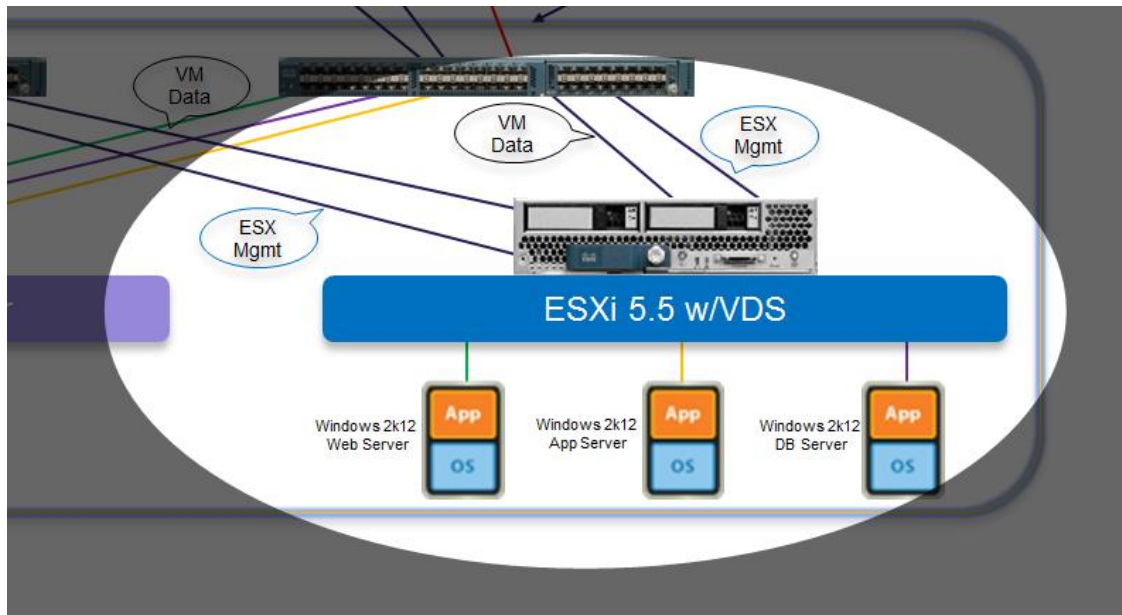 VM
Data
VM
Data
ESX
Mgmt
ESX
Mgmt
ESXi 5.5 w/VDS
Windows 2k12
Web Server
App
OS
Windows 2k12
App Server
App
OS
Windows 2k12
DB Server
App
OS